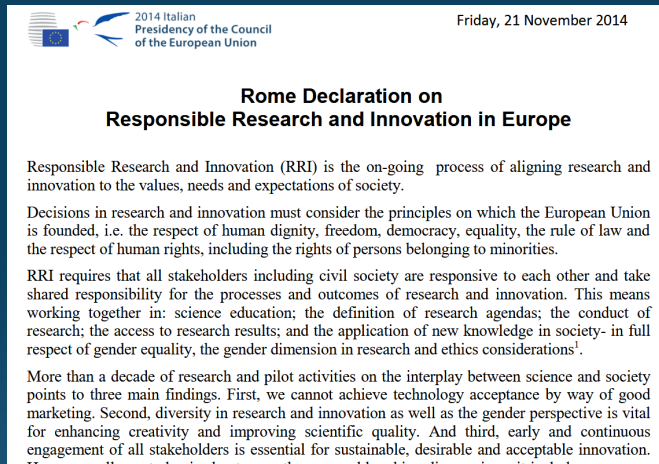 2014 Italian
Presidency of the Council
of the European Union
Friday, 21 November 2014
Rome Declaration on
Responsible Research and Innovation in Europe
Responsible Research and Innovation (RRI) is the on-going process of aligning research and
innovation to the values, needs and expectations of society.
Decisions in research and innovation must consider the principles on which the European Union
is founded, i.e. the respect of human dignity, freedom, democracy, equality, the rule of law and
the respect of human rights, including the rights of persons belonging to minorities.
RRI requires that all stakeholders including civil society are responsive to each other and take
shared responsibility for the processes and outcomes of research and innovation. This means
working together in: science education; the definition of research agendas; the conduct of
research; the access to research results; and the application of new knowledge in society- in full
respect of gender equality, the gender dimension in research and ethics considerations¹.
More than a decade of research and pilot activities on the interplay between science and society
points to three main findings. First, we cannot achieve technology acceptance by way of good
marketing. Second, diversity in research and innovation as well as the gender perspective is vital
for enhancing creativity and improving scientific quality. And third, early and continuous
engagement of all stakeholders is essential for sustainable, desirable and acceptable innovation.